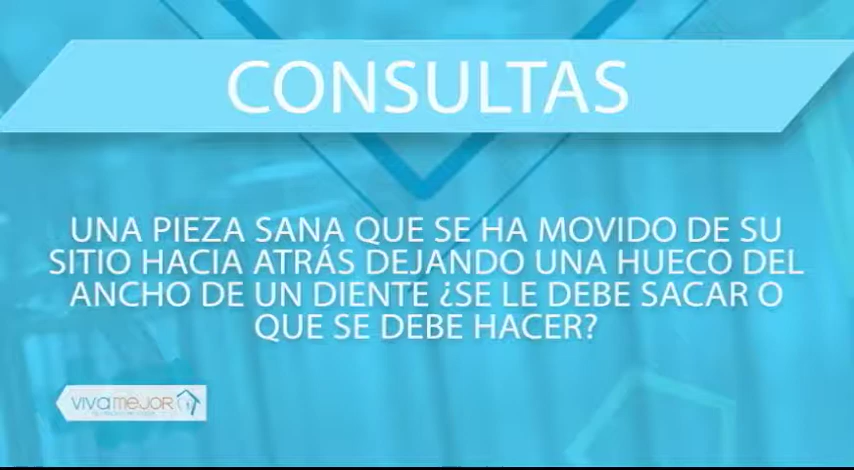 CONSULTAS
UNA PIEZA SANA QUE SE HA MOVIDO DE SU
SITIO HACIA ATRÁS DEJANDO UNA HUECO DEL
ANCHO DE UN DIENTE ¿SE LE DEBE SACAR O
QUE SE DEBE HACER?
VIVA MEJOR